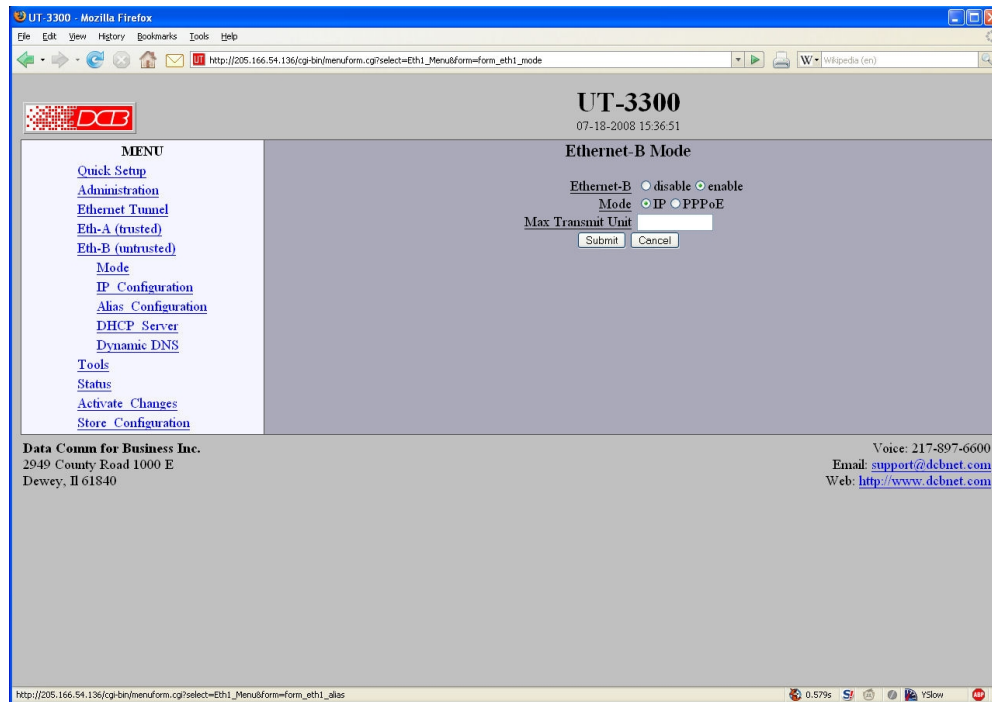 UT-3300 - Mozilla Firefox
File Edit View History Bookmarks Tools Help
http://205.166.54.136/cgi-bin/menuform.cgi?select=Eth1_Menu&form=form_eth1_mode
W Wikipedia (en)
DCB
UT-3300
07-18-2008 15:36:51
MENU
Quick Setup
Administration
Ethernet Tunnel
Eth-A (trusted)
Eth-B (untrusted)
Mode
IP Configuration
Alias Configuration
DHCP Server
Dynamic DNS
Tools
Status
Activate Changes
Store Configuration
Ethernet-B Mode
Ethernet-B disable enable
Mode IP PPPoE
Max Transmit Unit
Submit Cancel
Data Comm for Business Inc.
2949 County Road 1000 E
Dewey, Il 61840
Voice: 217-897-6600
Email: support@dcbnet.com
Web: http://www.dcbnet.com
http://205.166.54.136/cgi-bin/menuform.cgi?select=Eth1_Menu&form=form_eth1_alias
0.579s YSlow ABP